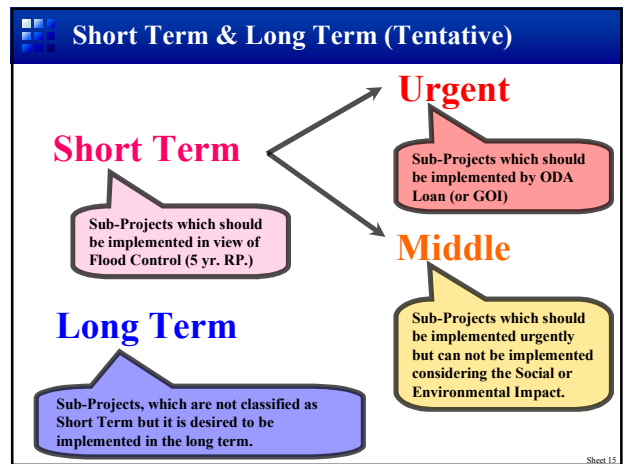 Short Term & Long Term (Tentative)
Short Term
Sub-Projects which should
be implemented in view of
Flood Control (5 yr. RP.)
Urgent
Sub-Projects which should
be implemented by ODA
Loan (or GOI)
Middle
Sub-Projects which should
be implemented urgently
but can not be implemented
considering the Social or
Environmental Impact.
Long Term
Sub-Projects, which are not classified as
Short Term but it is desired to be
implemented in the long term.
Sheet 15